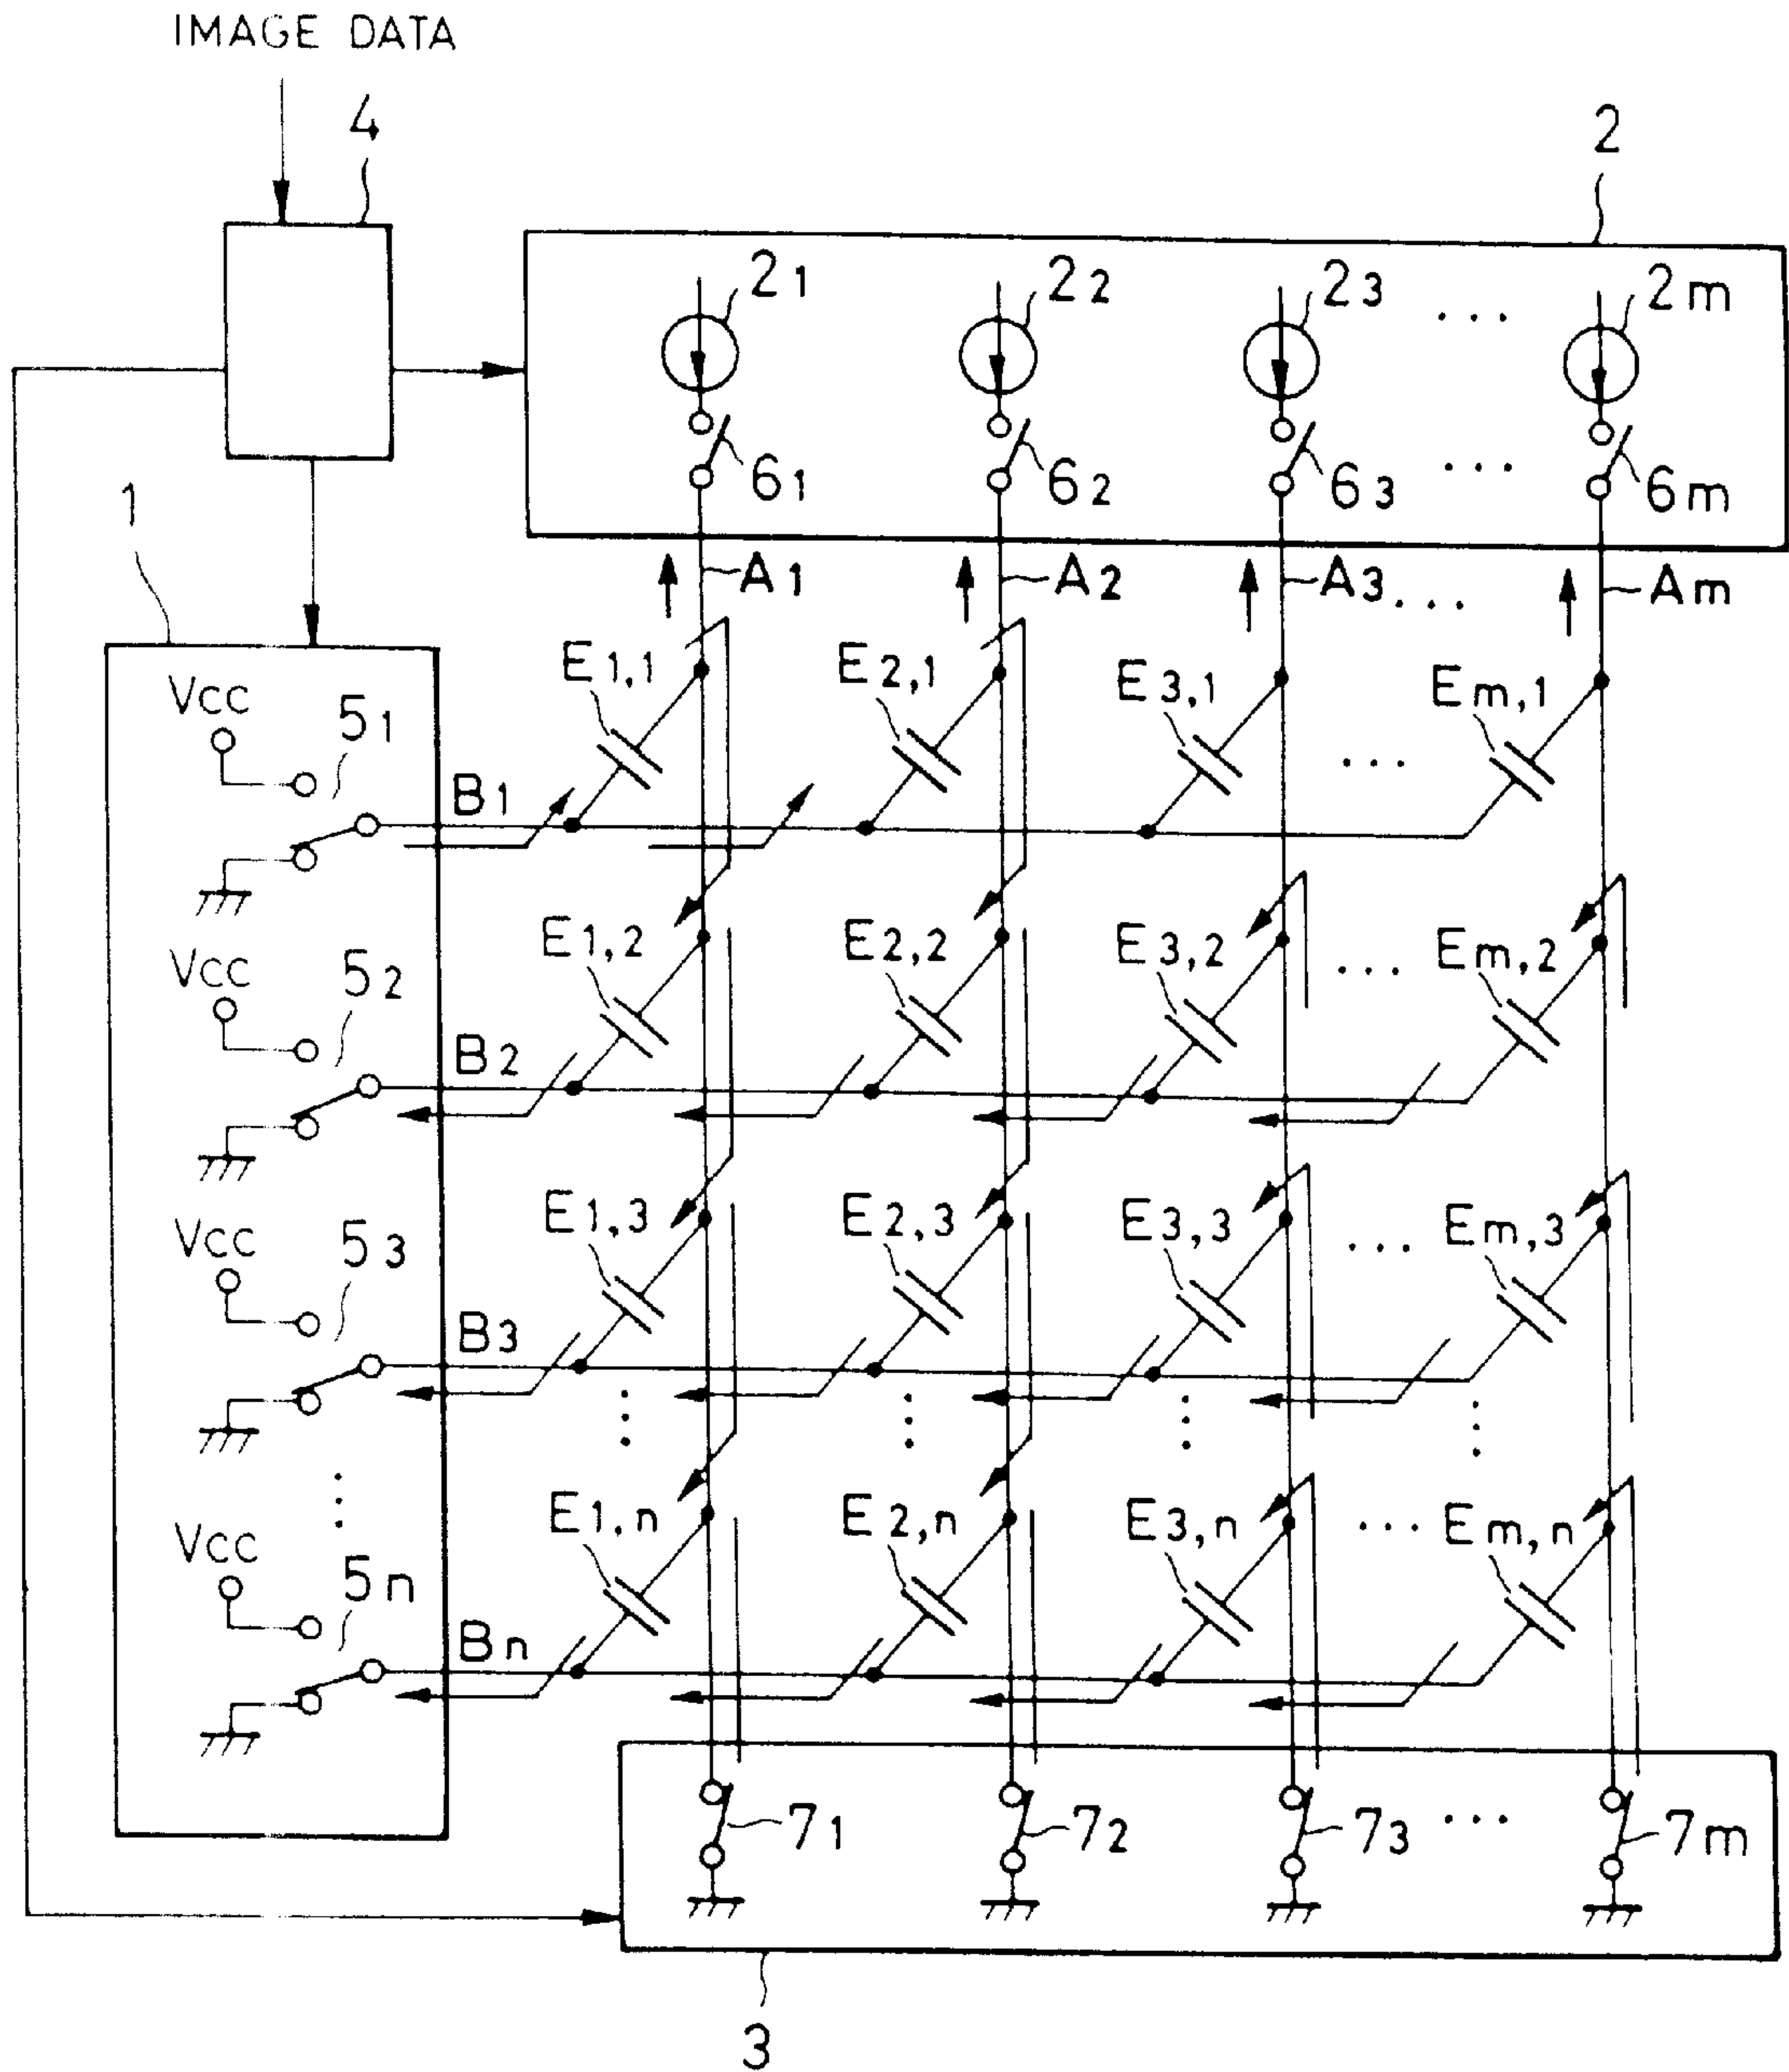 IMAGE DATA
4
2
2₁ 2₂ 2₃ ... 2m
6₁ 6₂ 6₃ ... 6m
1
A₁ A₂ A₃... Am
E1,1 E2,1 E3,1 ... Em,1
Vcc 5₁
B₁
E1,2 E2,2 E3,2 ... Em,2
Vcc 5₂
B₂
E1,3 E2,3 E3,3 ... Em,3
Vcc 5₃
B₃
E1,n E2,n E3,n ... Em,n
Vcc 5n
Bn
7₁ 7₂ 7₃ ... 7m
3